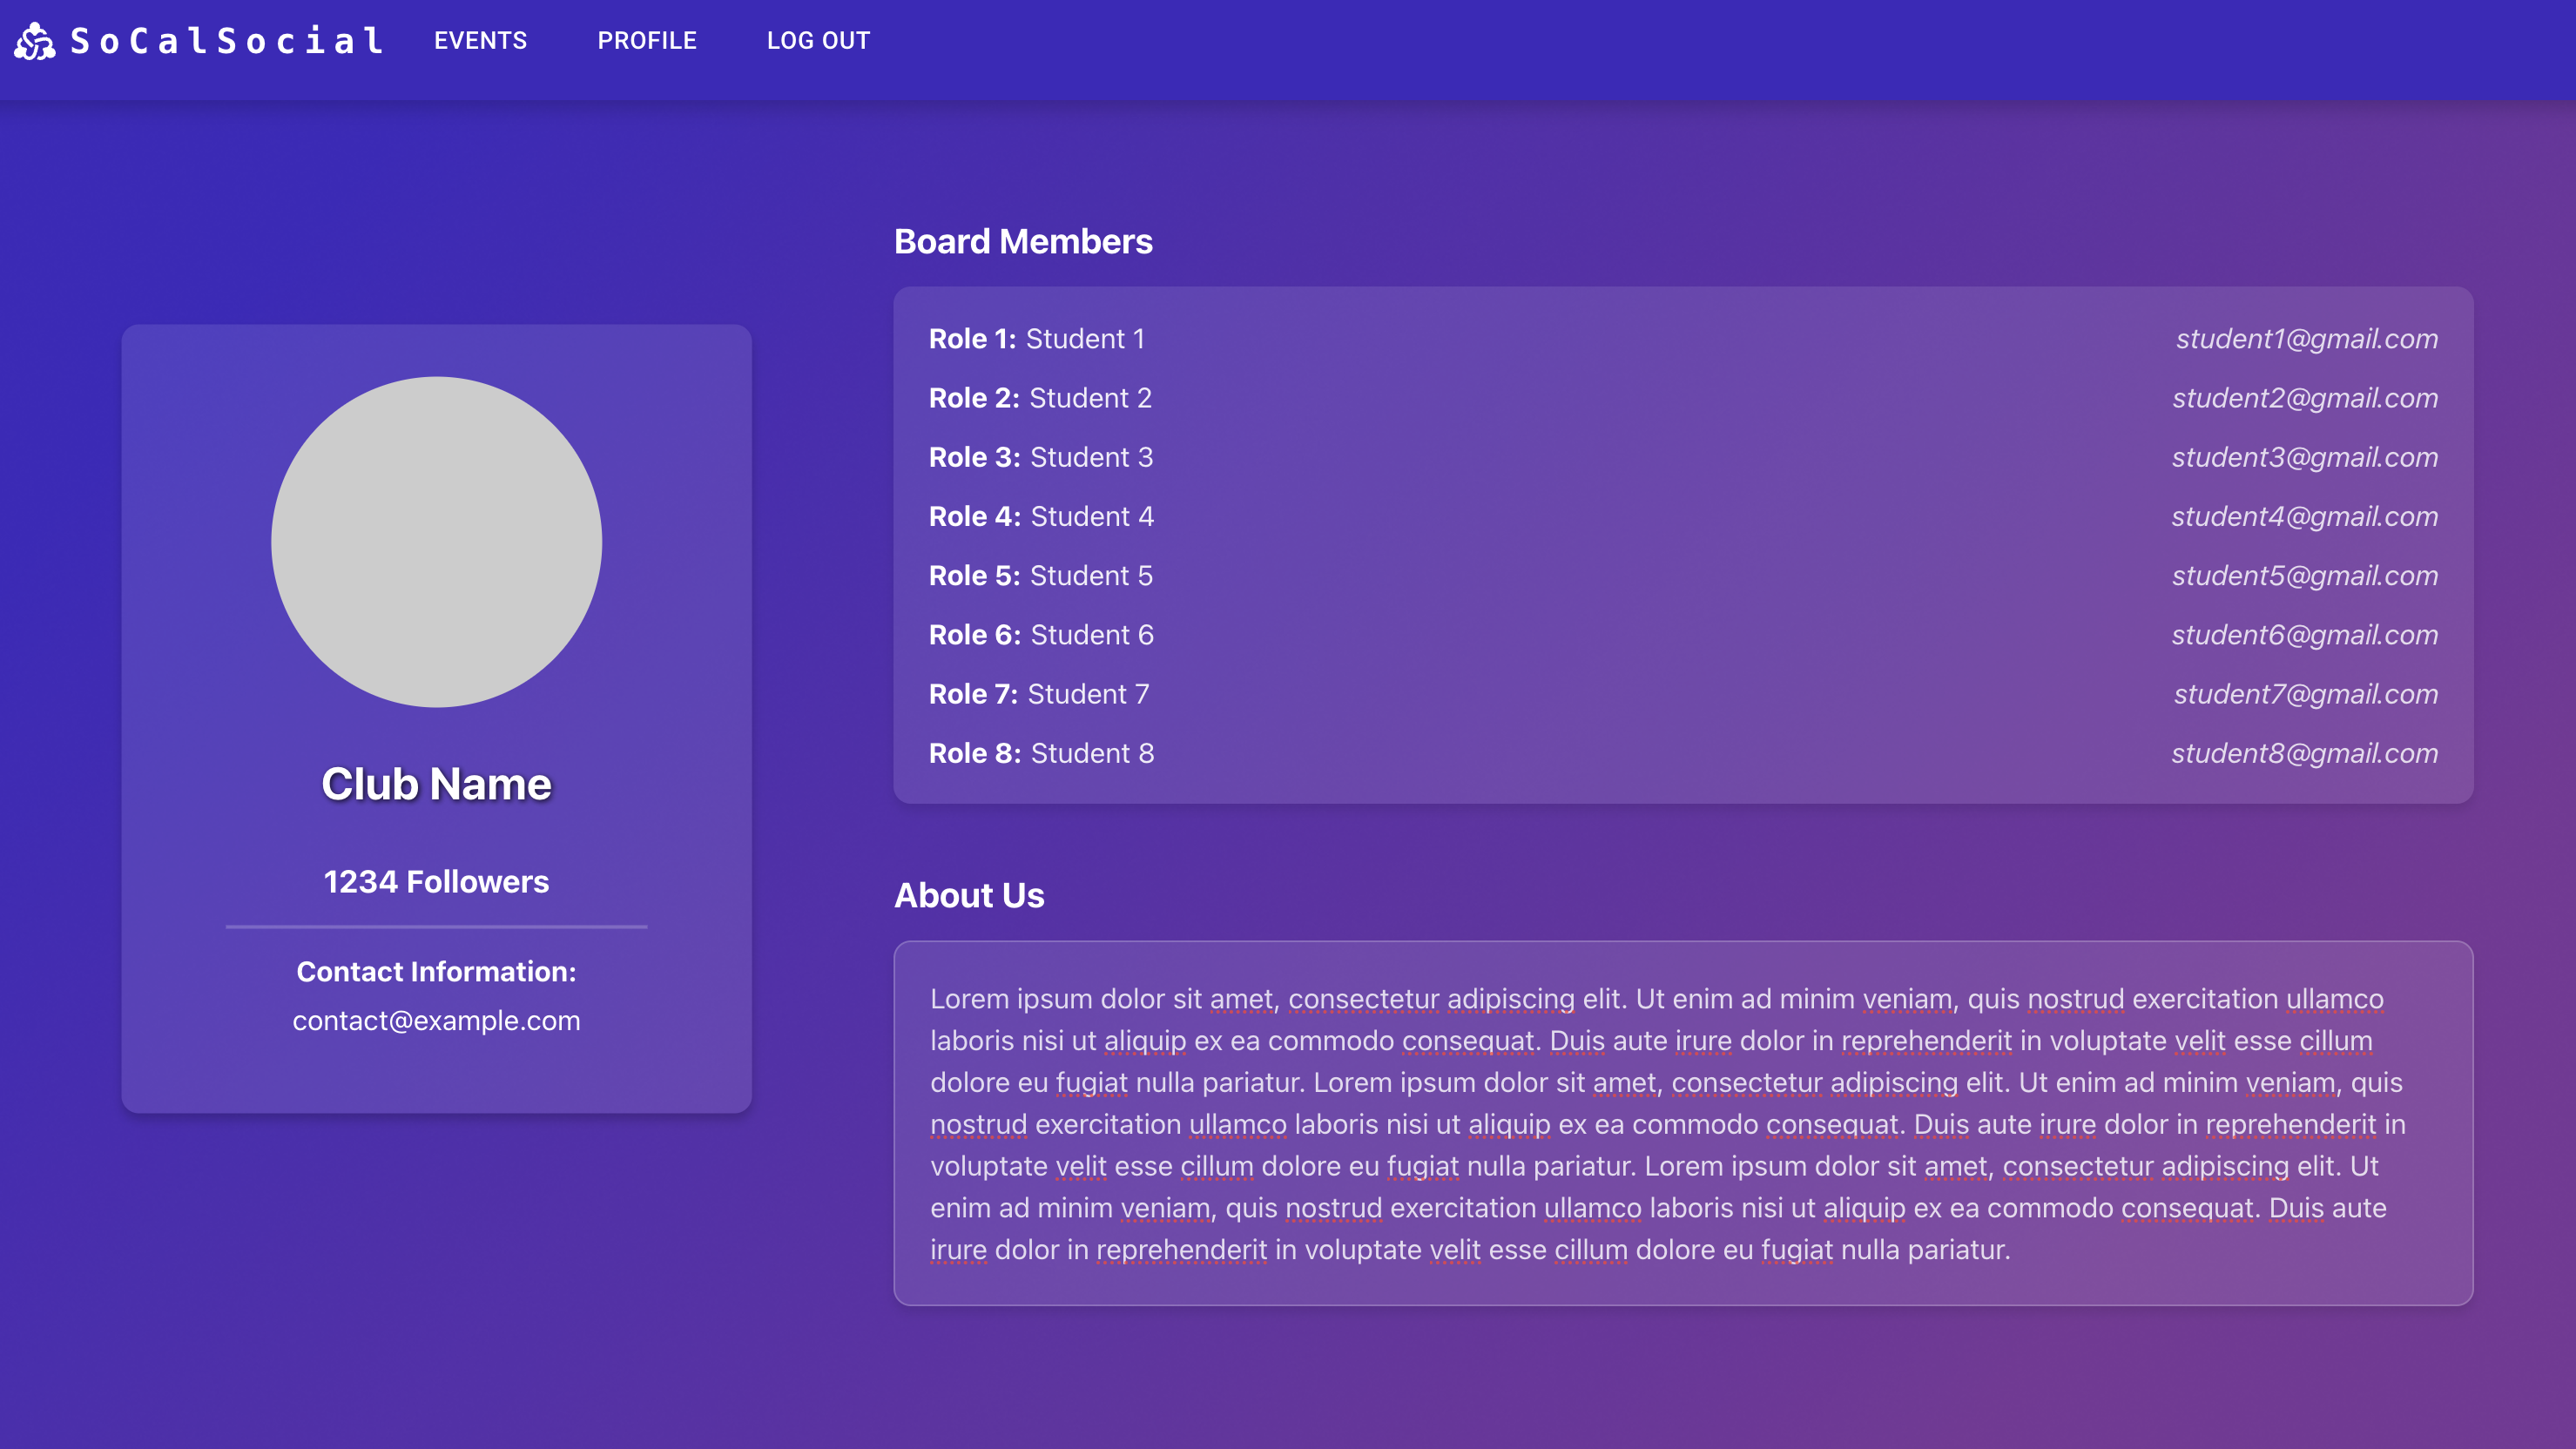 SoCalSocial
EVENTS
PROFILE
LOG OUT
Club Name
1234 Followers
Contact Information:
contact@example.com
Board Members
Role 1: Student 1 student1@gmail.com
Role 2: Student 2 student2@gmail.com
Role 3: Student 3 student3@gmail.com
Role 4: Student 4 student4@gmail.com
Role 5: Student 5 student5@gmail.com
Role 6: Student 6 student6@gmail.com
Role 7: Student 7 student7@gmail.com
Role 8: Student 8 student8@gmail.com
About Us
Lorem ipsum dolor sit amet, consectetur adipiscing elit. Ut enim ad minim veniam, quis nostrud exercitation ullamco
laboris nisi ut aliquip ex ea commodo consequat. Duis aute irure dolor in reprehenderit in voluptate velit esse cillum
dolore eu fugiat nulla pariatur. Lorem ipsum dolor sit amet, consectetur adipiscing elit. Ut enim ad minim veniam, quis
nostrud exercitation ullamco laboris nisi ut aliquip ex ea commodo consequat. Duis aute irure dolor in reprehenderit in
voluptate velit esse cillum dolore eu fugiat nulla pariatur. Lorem ipsum dolor sit amet, consectetur adipiscing elit. Ut
enim ad minim veniam, quis nostrud exercitation ullamco laboris nisi ut aliquip ex ea commodo consequat. Duis aute
irure dolor in reprehenderit in voluptate velit esse cillum dolore eu fugiat nulla pariatur.